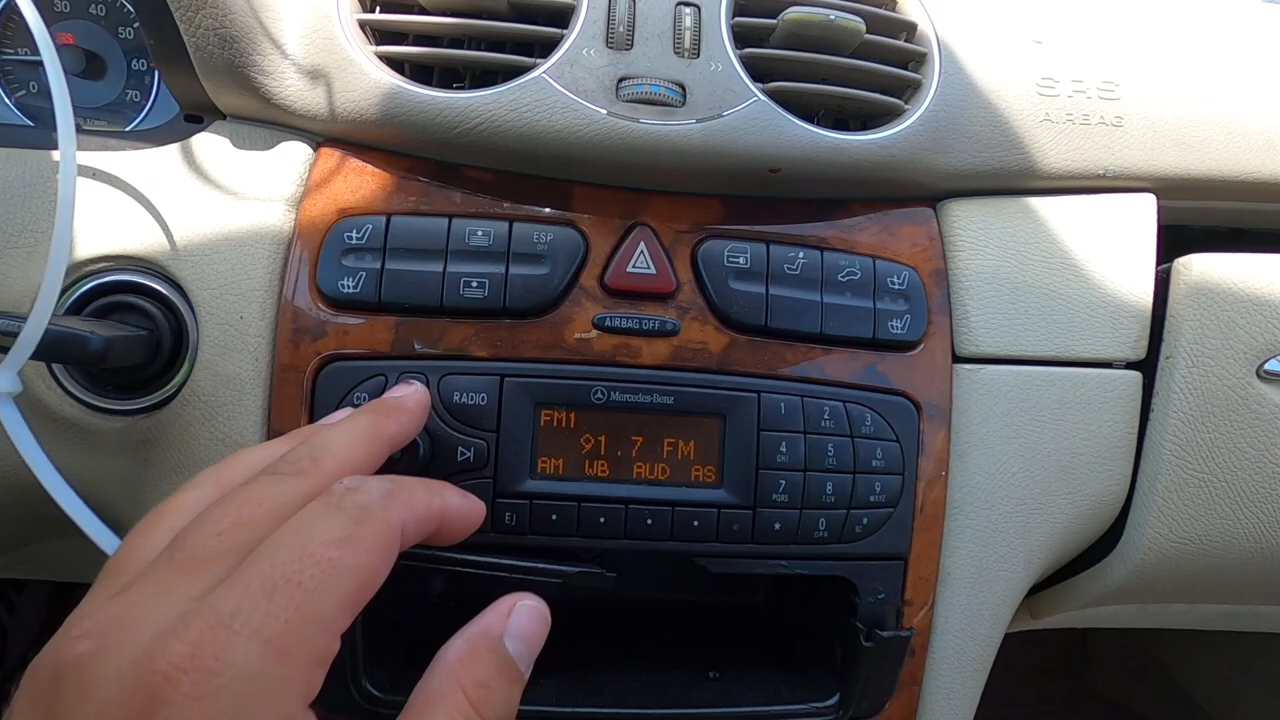 30 40 50 60 70
10
0
SRS
AIRBAG
ESP
OFF
AIRBAG OFF
CD
RADIO
Mercedes-Benz
FM1
91.7 FM
AM WB AUD AS
EJ
1
2 ABC
3 DEF
4 GHI
5 JKL
6 MNO
7 PQRS
8 TUV
9 WXYZ
*
0 OPR
#